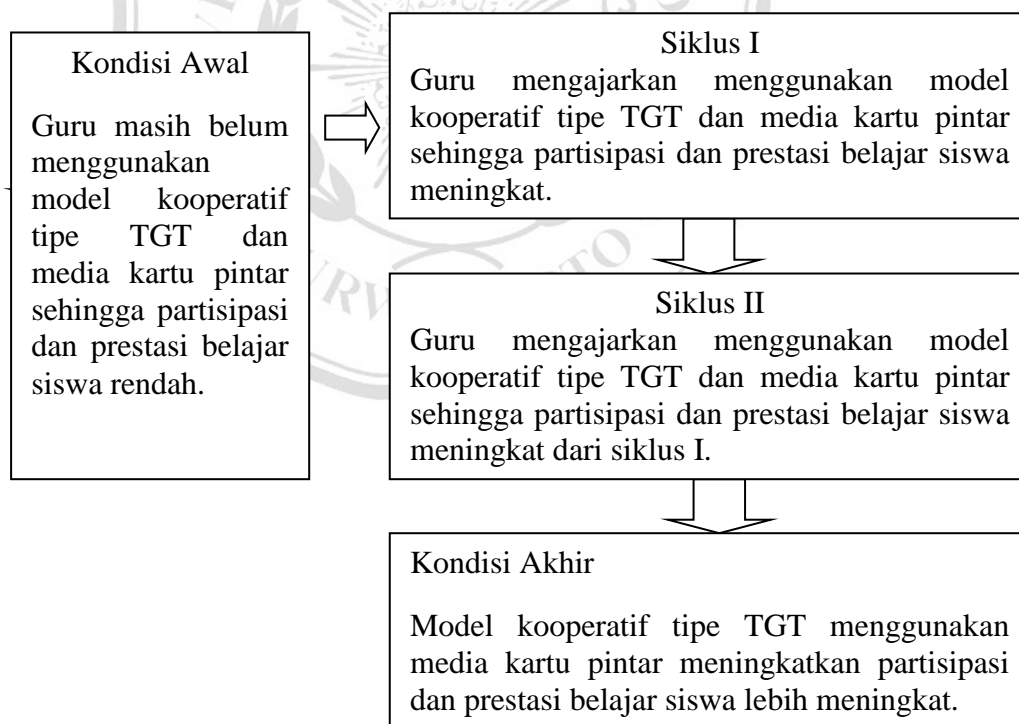 Kondisi Awal
Guru masih belum
menggunakan
model kooperatif
tipe TGT dan
media kartu pintar
sehingga partisipasi
dan prestasi belajar
siswa rendah.
Siklus I
Guru mengajarkan menggunakan model
kooperatif tipe TGT dan media kartu pintar
sehingga partisipasi dan prestasi belajar siswa
meningkat.
Siklus II
Guru mengajarkan menggunakan model
kooperatif tipe TGT dan media kartu pintar
sehingga partisipasi dan prestasi belajar siswa
meningkat dari siklus I.
Kondisi Akhir
Model kooperatif tipe TGT menggunakan
media kartu pintar meningkatkan partisipasi
dan prestasi belajar siswa lebih meningkat.